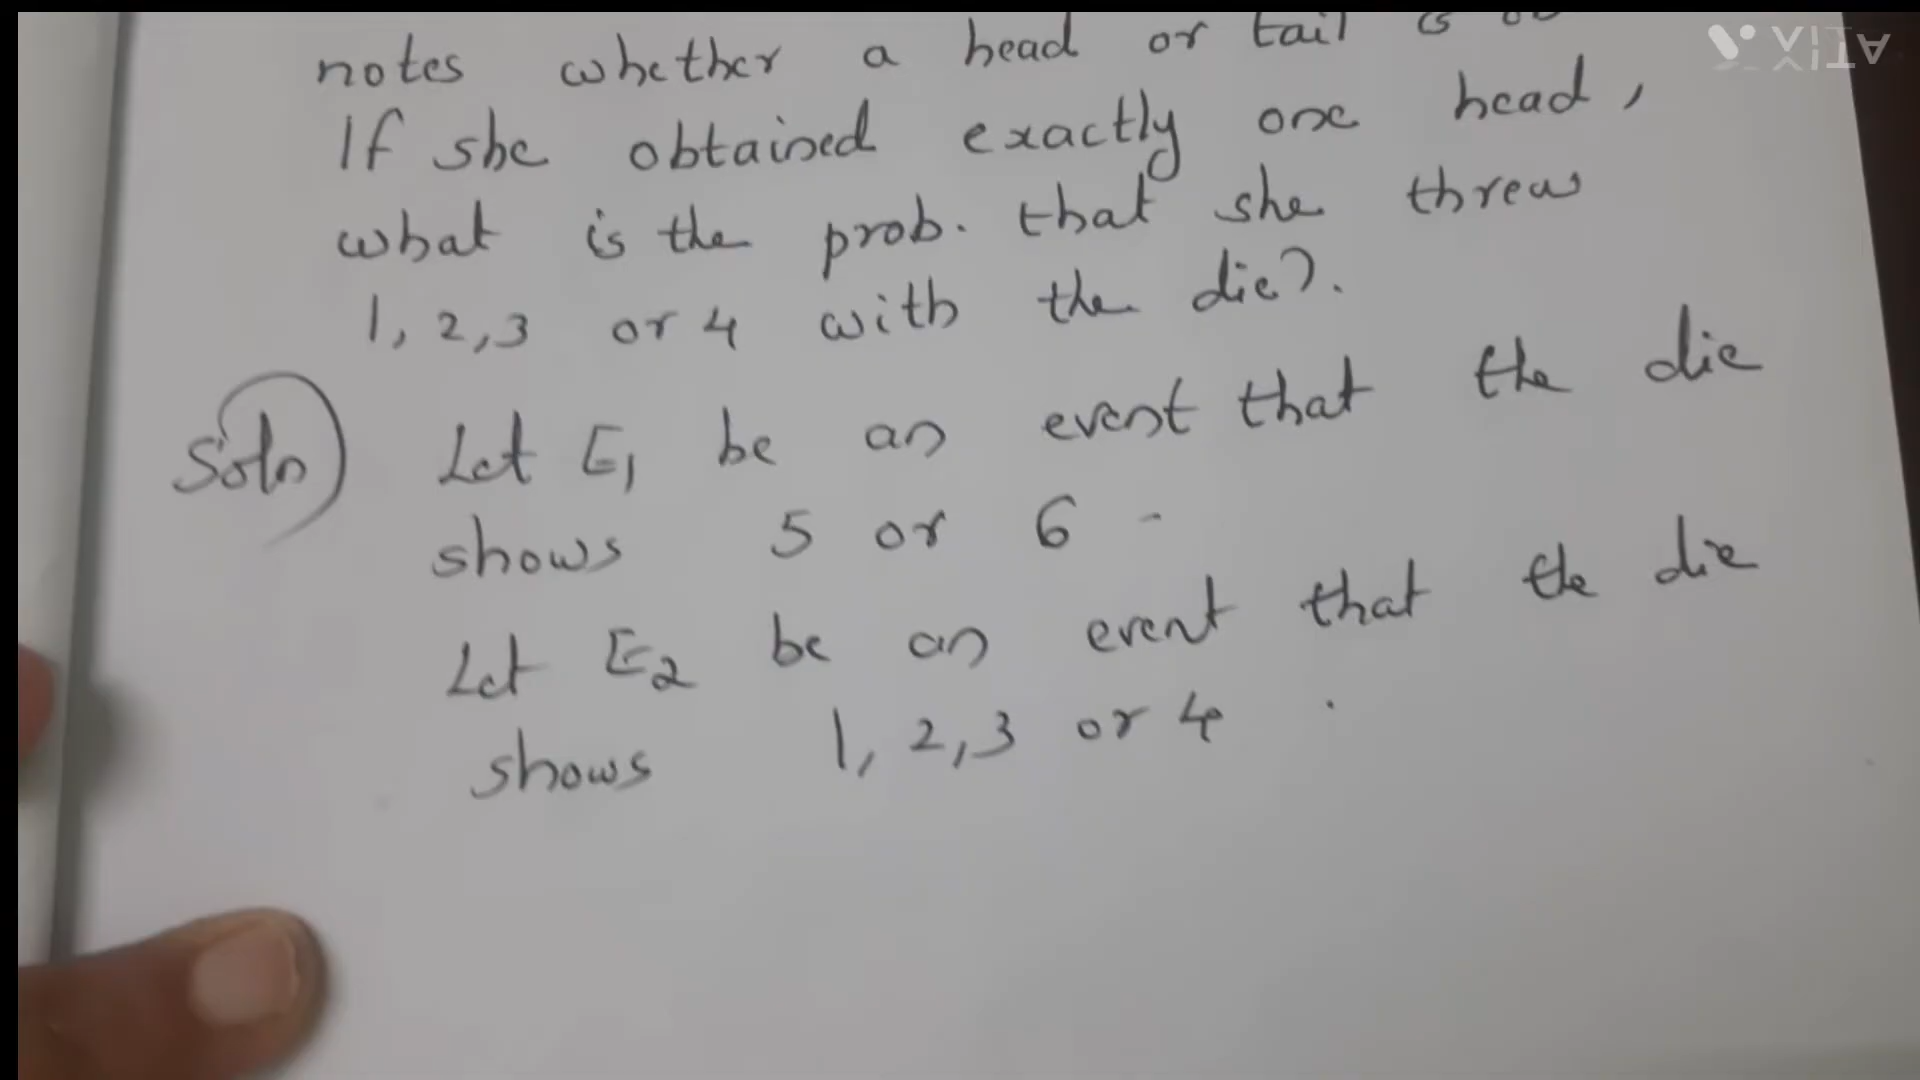 notes whether a head or tail is
If she obtained exactly one head,
what is the prob. that she threw
1, 2, 3 or 4 with the die?.
Soln) Let E1 be an event that the die
shows 5 or 6 -
Let E2 be an event that the die
shows 1, 2, 3 or 4 .
VITA